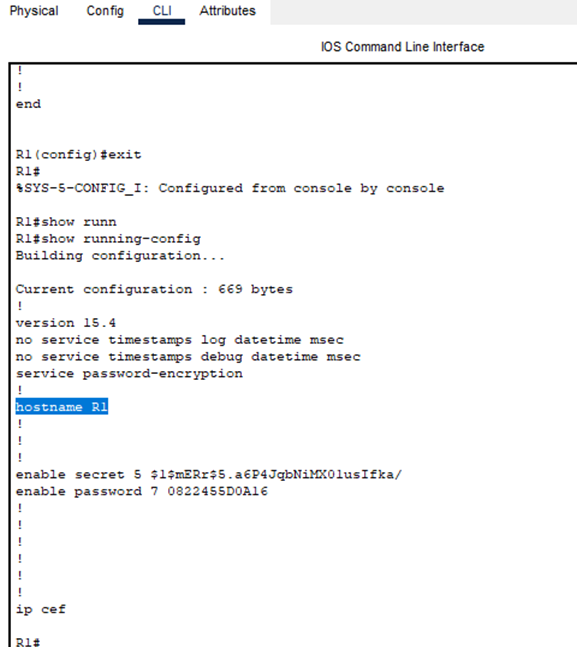 Physical Config CLI Attributes
IOS Command Line Interface
!
!
end
R1(config)#exit
R1#
%SYS-5-CONFIG_I: Configured from console by console
R1#show runn
R1#show running-config
Building configuration...
Current configuration : 669 bytes
!
version 15.4
no service timestamps log datetime msec
no service timestamps debug datetime msec
service password-encryption
!
hostname R1
!
!
!
enable secret 5 $1$mERr$5.a6P4JqbNiMX01usIfka/
enable password 7 0822455D0A16
!
!
!
!
!
!
ip cef
R1#